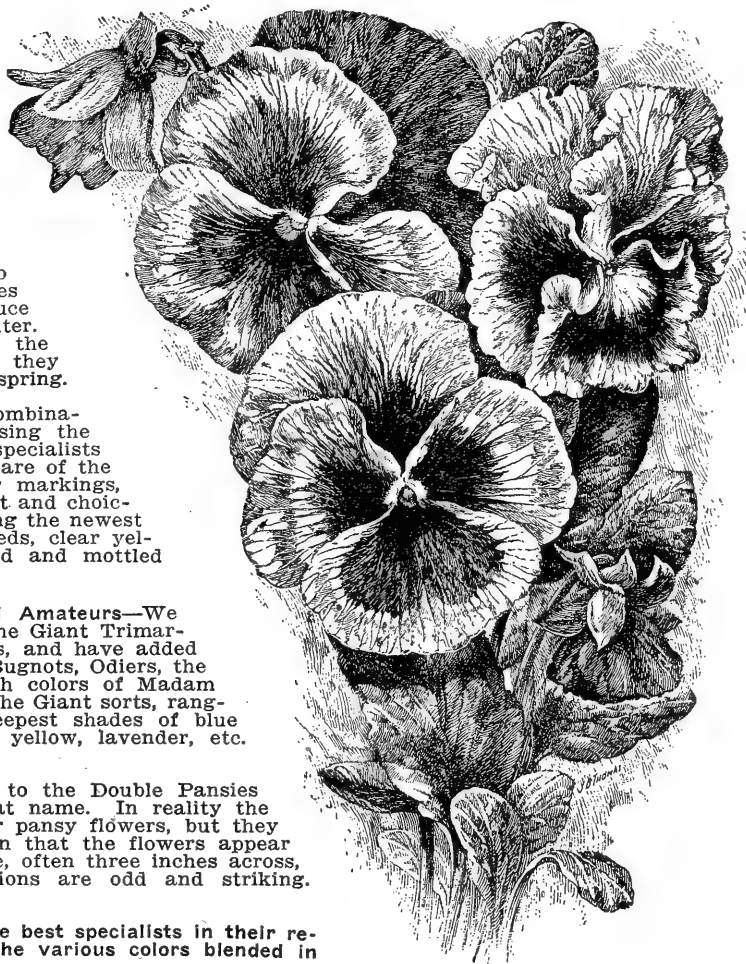 es
uce
ter.
the
they
spring.
ombina-
sing the
specialists
are of the
markings,
t and choic-
ng the newest
eds, clear yel-
d and mottled
Amateurs—We
he Giant Trimar-
s, and have added
Bugnots, Odiers, the
h colors of Madam
he Giant sorts, rang-
eepest shades of blue
yellow, lavender, etc.
to the Double Pansies
at name. In reality the
r pansy flowers, but they
n that the flowers appear
e, often three inches across,
ions are odd and striking.
e best specialists in their re-
he various colors blended in